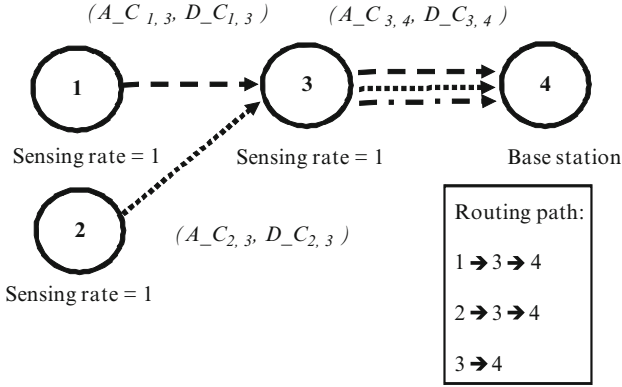 (A_C 1, 3, D_C1, 3)
(A_C 3, 4, D_C3, 4)
1
3
4
Sensing rate = 1
Sensing rate = 1
Base station
2
(A_C2, 3, D_C2, 3)
Sensing rate = 1
Routing path:
1 ➔ 3 ➔ 4
2 ➔ 3 ➔ 4
3 ➔ 4